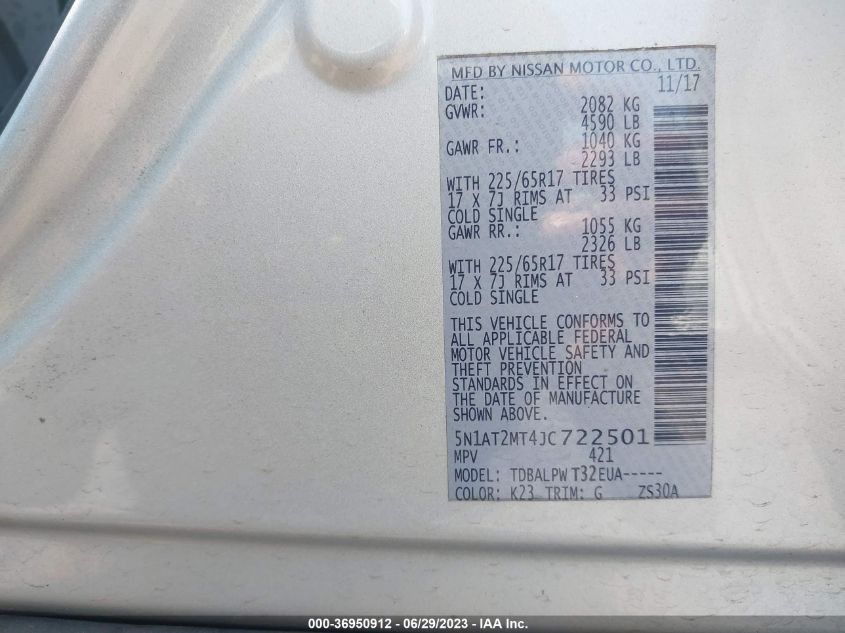 MFD BY NISSAN MOTOR CO., LTD.
DATE: 11/17
GVWR: 2082 KG
4590 LB
GAWR FR.: 1040 KG
2293 LB
WITH 225/65R17 TIRES
17 X 7J RIMS AT 33 PSI
COLD SINGLE
GAWR RR.: 1055 KG
2326 LB
WITH 225/65R17 TIRES
17 X 7J RIMS AT 33 PSI
COLD SINGLE
THIS VEHICLE CONFORMS TO
ALL APPLICABLE FEDERAL
MOTOR VEHICLE SAFETY AND
THEFT PREVENTION
STANDARDS IN EFFECT ON
THE DATE OF MANUFACTURE
SHOWN ABOVE.
5N1AT2MT4JC722501
MPV 421
MODEL: TDBALPW T32EUA-----
COLOR: K23 TRIM: G ZS30A
000-36950912 - 06/29/2023 - IAA Inc.